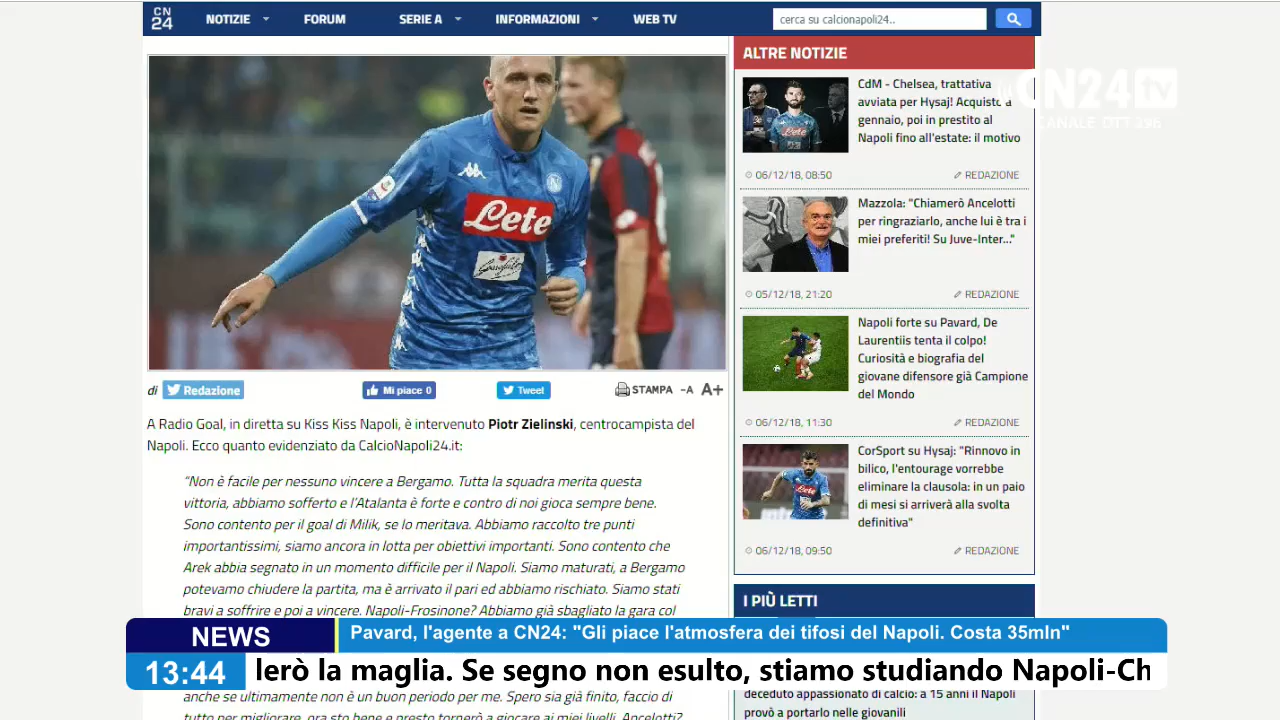 CN
24
NOTIZIE
FORUM
SERIE A
INFORMAZIONI
WEB TV
cerca su calcionapoli24..
Lete
di Redazione
Mi piace 0
Tweet
STAMPA -A A+
A Radio Goal, in diretta su Kiss Kiss Napoli, è intervenuto Piotr Zielinski, centrocampista del
Napoli. Ecco quanto evidenziato da CalcioNapoli24.it:
“Non è facile per nessuno vincere a Bergamo. Tutta la squadra merita questa
vittoria, abbiamo sofferto e l’Atalanta è forte e contro di noi gioca sempre bene.
Sono contento per il goal di Milik, se lo meritava. Abbiamo raccolto tre punti
importantissimi, siamo ancora in lotta per obiettivi importanti. Sono contento che
Arek abbia segnato in un momento difficile per il Napoli. Siamo maturati, a Bergamo
potevamo chiudere la partita, ma è arrivato il pari ed abbiamo rischiato. Siamo stati
bravi a soffrire e poi a vincere. Napoli-Frosinone? Abbiamo già sbagliato la gara col
anche se ultimamente non è un buon periodo per me. Spero sia già finito, faccio di
tutto per migliorare, ora sto bene e presto tornerò a giocare ai miei livelli. Ancelotti?
ALTRE NOTIZIE
CdM - Chelsea, trattativa
avviata per Hysaj! Acquisto a
gennaio, poi in prestito al
Napoli fino all'estate: il motivo
06/12/18, 08:50
REDAZIONE
Mazzola: "Chiamerò Ancelotti
per ringraziarlo, anche lui è tra i
miei preferiti! Su Juve-Inter..."
05/12/18, 21:20
REDAZIONE
Napoli forte su Pavard, De
Laurentiis tenta il colpo!
Curiosità e biografia del
giovane difensore già Campione
del Mondo
06/12/18, 11:30
REDAZIONE
CorSport su Hysaj: "Rinnovo in
bilico, l'entourage vorrebbe
eliminare la clausola: in un paio
di mesi si arriverà alla svolta
definitiva"
06/12/18, 09:50
REDAZIONE
I PIÙ LETTI
deceduto appassionato di calcio: a 15 anni il Napoli
provò a portarlo nelle giovanili
CN24 tv
CANALE DTT 296
NEWS
Pavard, l'agente a CN24: "Gli piace l'atmosfera dei tifosi del Napoli. Costa 35mln"
13:44
lerò la maglia. Se segno non esulto, stiamo studiando Napoli-Ch